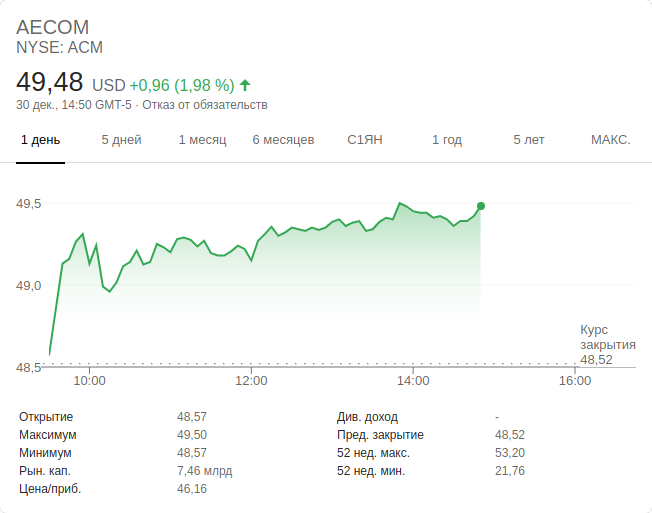 AECOM
NYSE: ACM
49,48 USD +0,96 (1,98 %)
30 дек., 14:50 GMT-5 · Отказ от обязательств
1 день 5 дней 1 месяц 6 месяцев С1ЯН 1 год 5 лет МАКС.
49,5
49,0
Курс
закрытия
48,52
48,5
10:00 12:00 14:00 16:00
Открытие 48,57 Див. доход -
Максимум 49,50 Пред. закрытие 48,52
Минимум 48,57 52 нед. макс. 53,20
Рын. кап. 7,46 млрд 52 нед. мин. 21,76
Цена/приб. 46,16